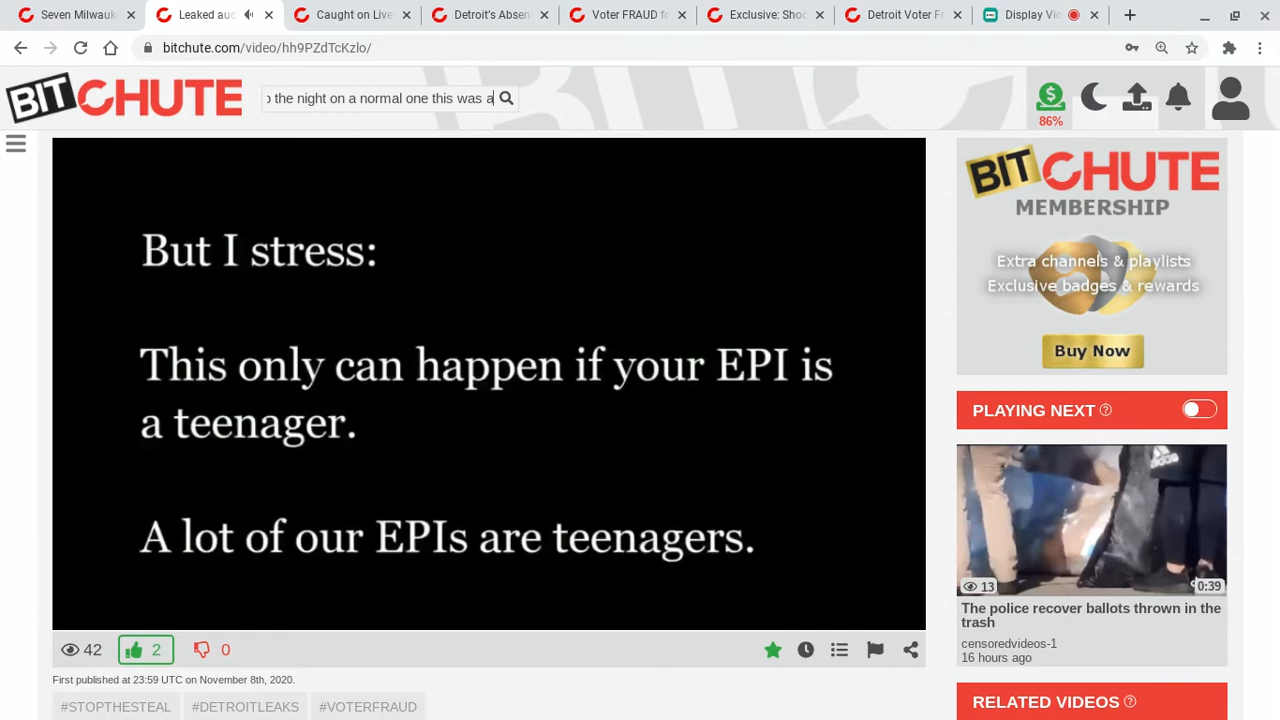 Seven Milwauke
Leaked aud
Caught on Live
Detroit's Absen
Voter FRAUD fo
Exclusive: Shoc
Detroit Voter Fr
Display Vid
bitchute.com/video/hh9PZdTcKzlo/
BITCHUTE
the night on a normal one this was a
86%
But I stress:
This only can happen if your EPI is
a teenager.
A lot of our EPIs are teenagers.
BITCHUTE
MEMBERSHIP
Extra channels & playlists
Exclusive badges & rewards
Buy Now
PLAYING NEXT
13
0:39
The police recover ballots thrown in the
trash
censoredvideos-1
16 hours ago
42
2
0
First published at 23:59 UTC on November 8th, 2020.
#STOPTHESTEAL
#DETROITLEAKS
#VOTERFRAUD
RELATED VIDEOS